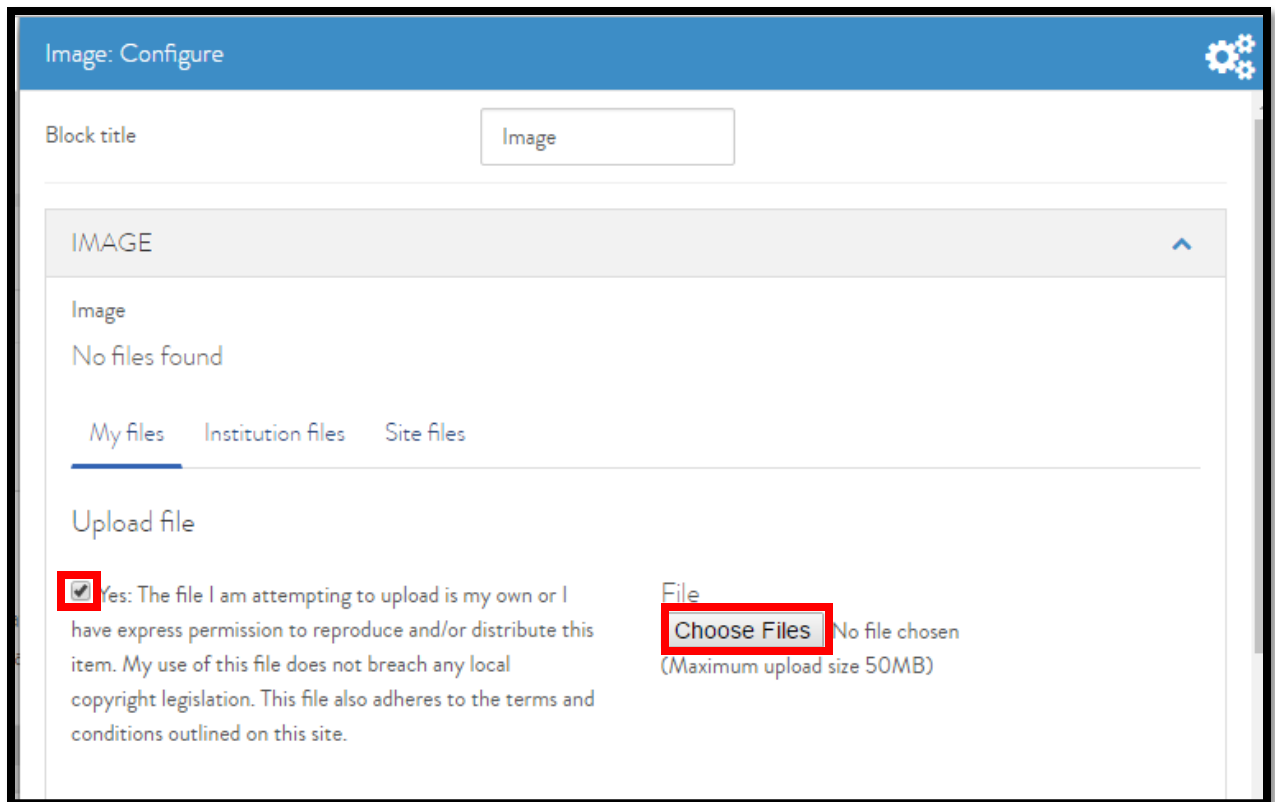 Image: Configure
Block title
Image
IMAGE
Image
No files found
My files Institution files Site files
Upload file
Yes: The file I am attempting to upload is my own or I
have express permission to reproduce and/or distribute this
item. My use of this file does not breach any local
copyright legislation. This file also adheres to the terms and
conditions outlined on this site.
File
Choose Files No file chosen
(Maximum upload size 50MB)